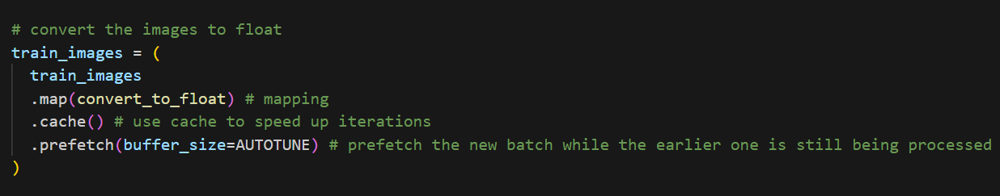 # convert the images to float
train_images = (
  train_images
  .map(convert_to_float) # mapping
  .cache() # use cache to speed up iterations
  .prefetch(buffer_size=AUTOTUNE) # prefetch the new batch while the earlier one is still being processed
)